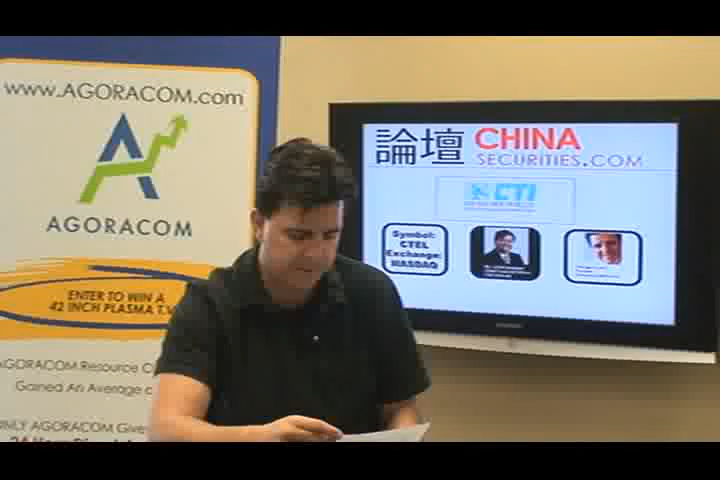 www.AGORACOM.com
AGORACOM
ENTER TO WIN A
42 INCH PLASMA T.V
AGORACOM Resource C
Gained An Average
ONLY AGORACOM Give
論壇 CHINA
SECURITIES.COM
CTI
Symbol:
CTEL
Exchange:
NASDAQ